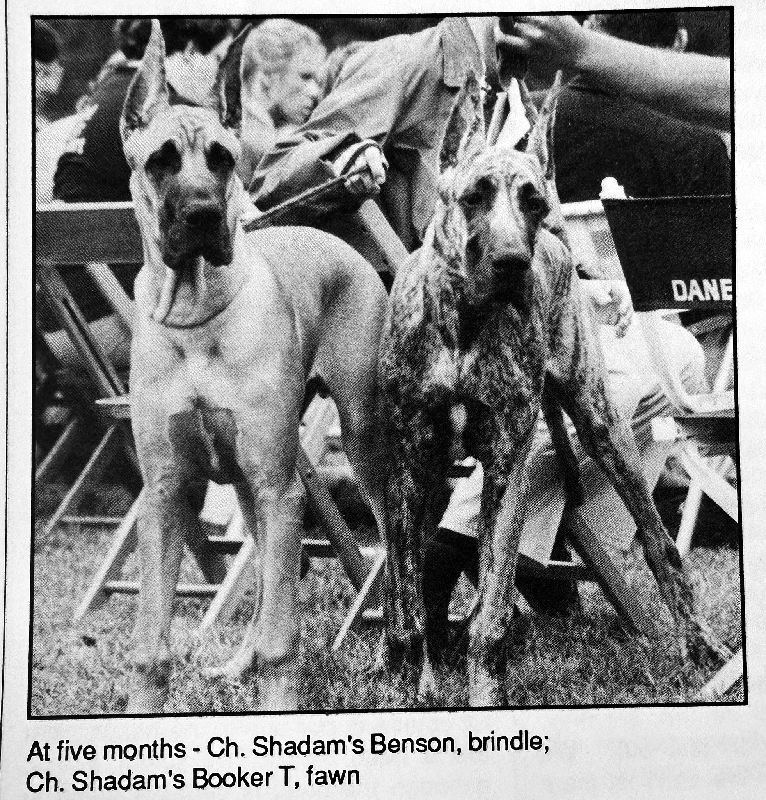 DANE
At five months - Ch. Shadam's Benson, brindle;
Ch. Shadam's Booker T, fawn